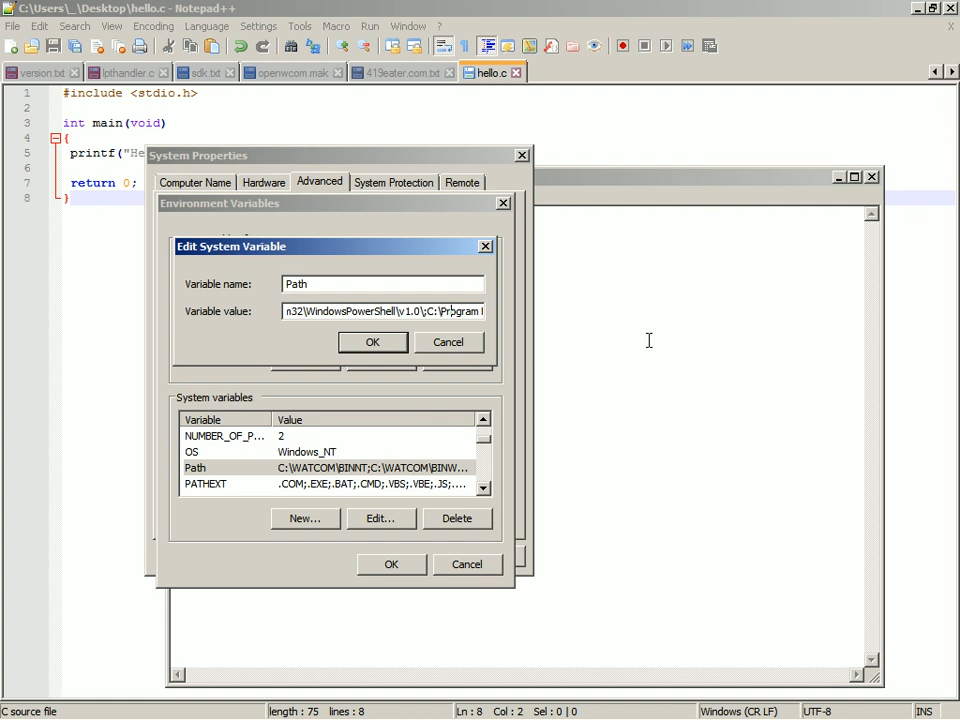 C:\Users\_\Desktop\hello.c - Notepad++
File Edit Search View Encoding Language Settings Tools Macro Run Window ? X
version.txt lpthandler.c sdk.txt openwcom.mak 419eater.com.txt hello.c
1 #include <stdio.h>
2
3 int main(void)
4 {
5 printf("He
6
7 return 0;
8 }
System Properties
Computer Name Hardware Advanced System Protection Remote
Environment Variables
Edit System Variable
Variable name: Path
Variable value: n32\WindowsPowerShell\v1.0\;C:\Program
OK Cancel
System variables
Variable Value
NUMBER_OF_P... 2
OS Windows_NT
Path C:\WATCOM\BINNT;C:\WATCOM\BINW...
PATHEXT .COM;.EXE;.BAT;.CMD;.VBS;.VBE;.JS;....
New... Edit... Delete
OK Cancel
C source file length : 75 lines : 8 Ln : 8 Col : 2 Sel : 0 | 0 Windows (CR LF) UTF-8 INS